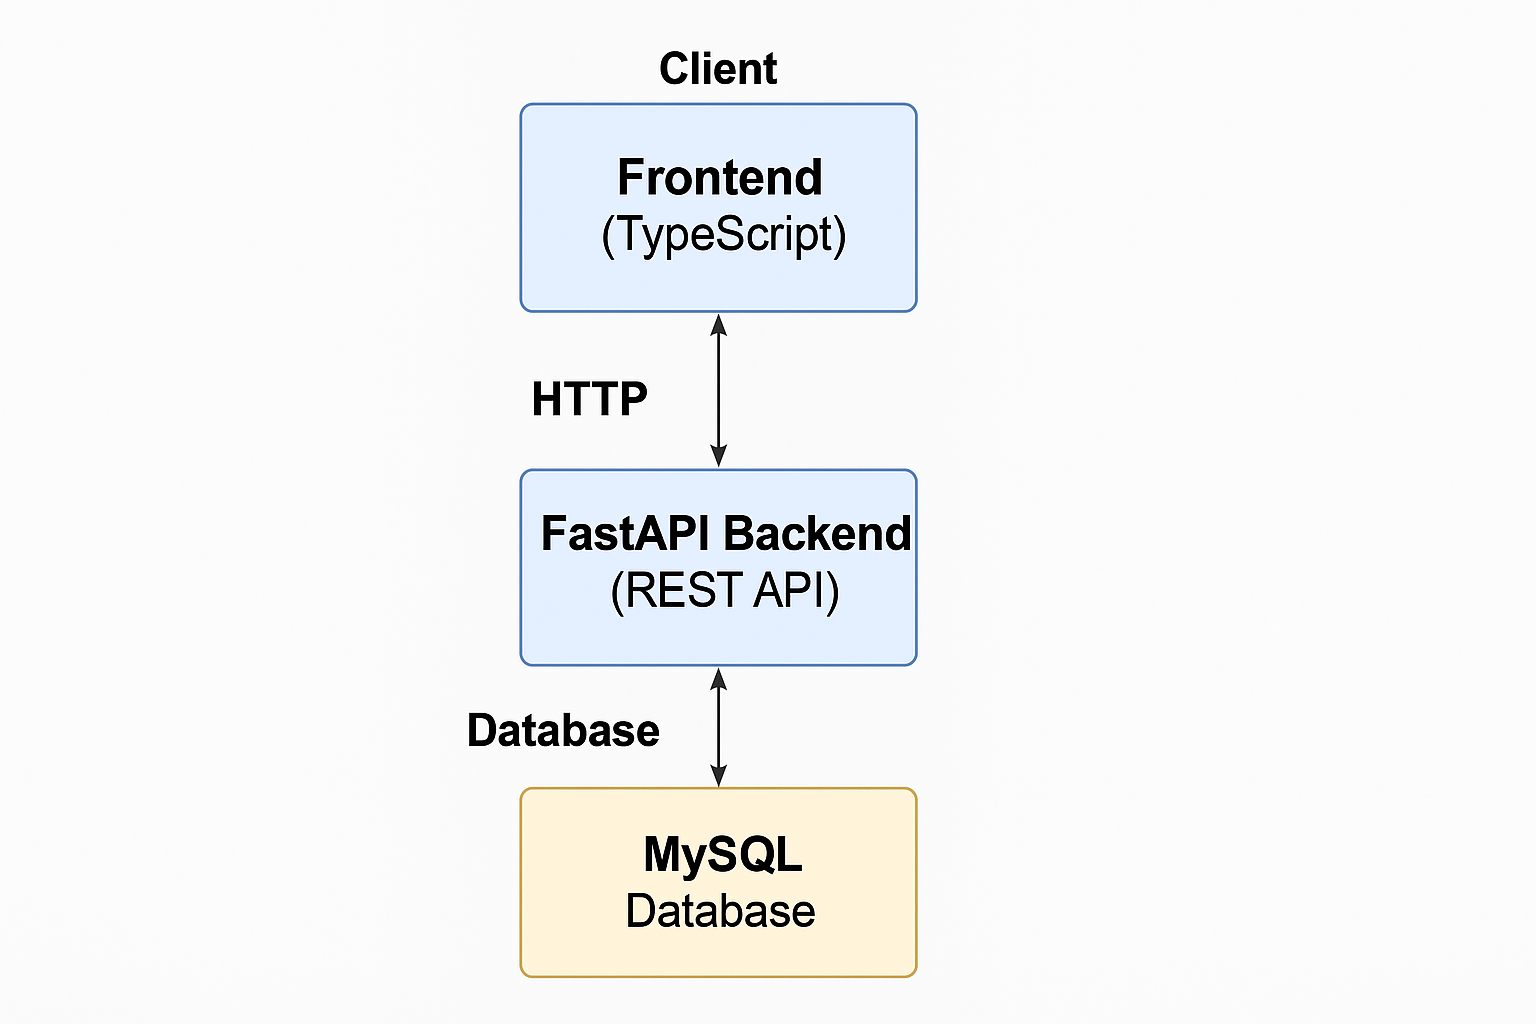 Client
Frontend
(TypeScript)
HTTP
FastAPI Backend
(REST API)
Database
MySQL
Database